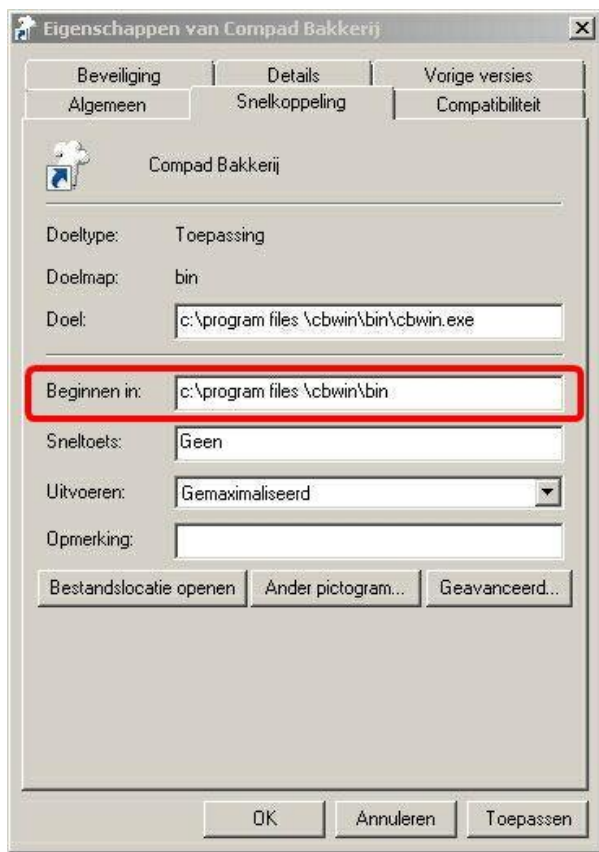 Eigenschappen van Compad Bakkerij
Beveiliging Details Vorige versies
Algemeen Snelkoppeling Compatibiliteit
Compad Bakkerij
Doeltype: Toepassing
Doelmap: bin
Doel: c:\program files \cbwin\bin\cbwin.exe
Beginnen in: c:\program files \cbwin\bin
Sneltoets: Geen
Uitvoeren: Gemaximaliseerd
Opmerking:
Bestandslocatie openen Ander pictogram... Geavanceerd...
OK Annuleren Toepassen